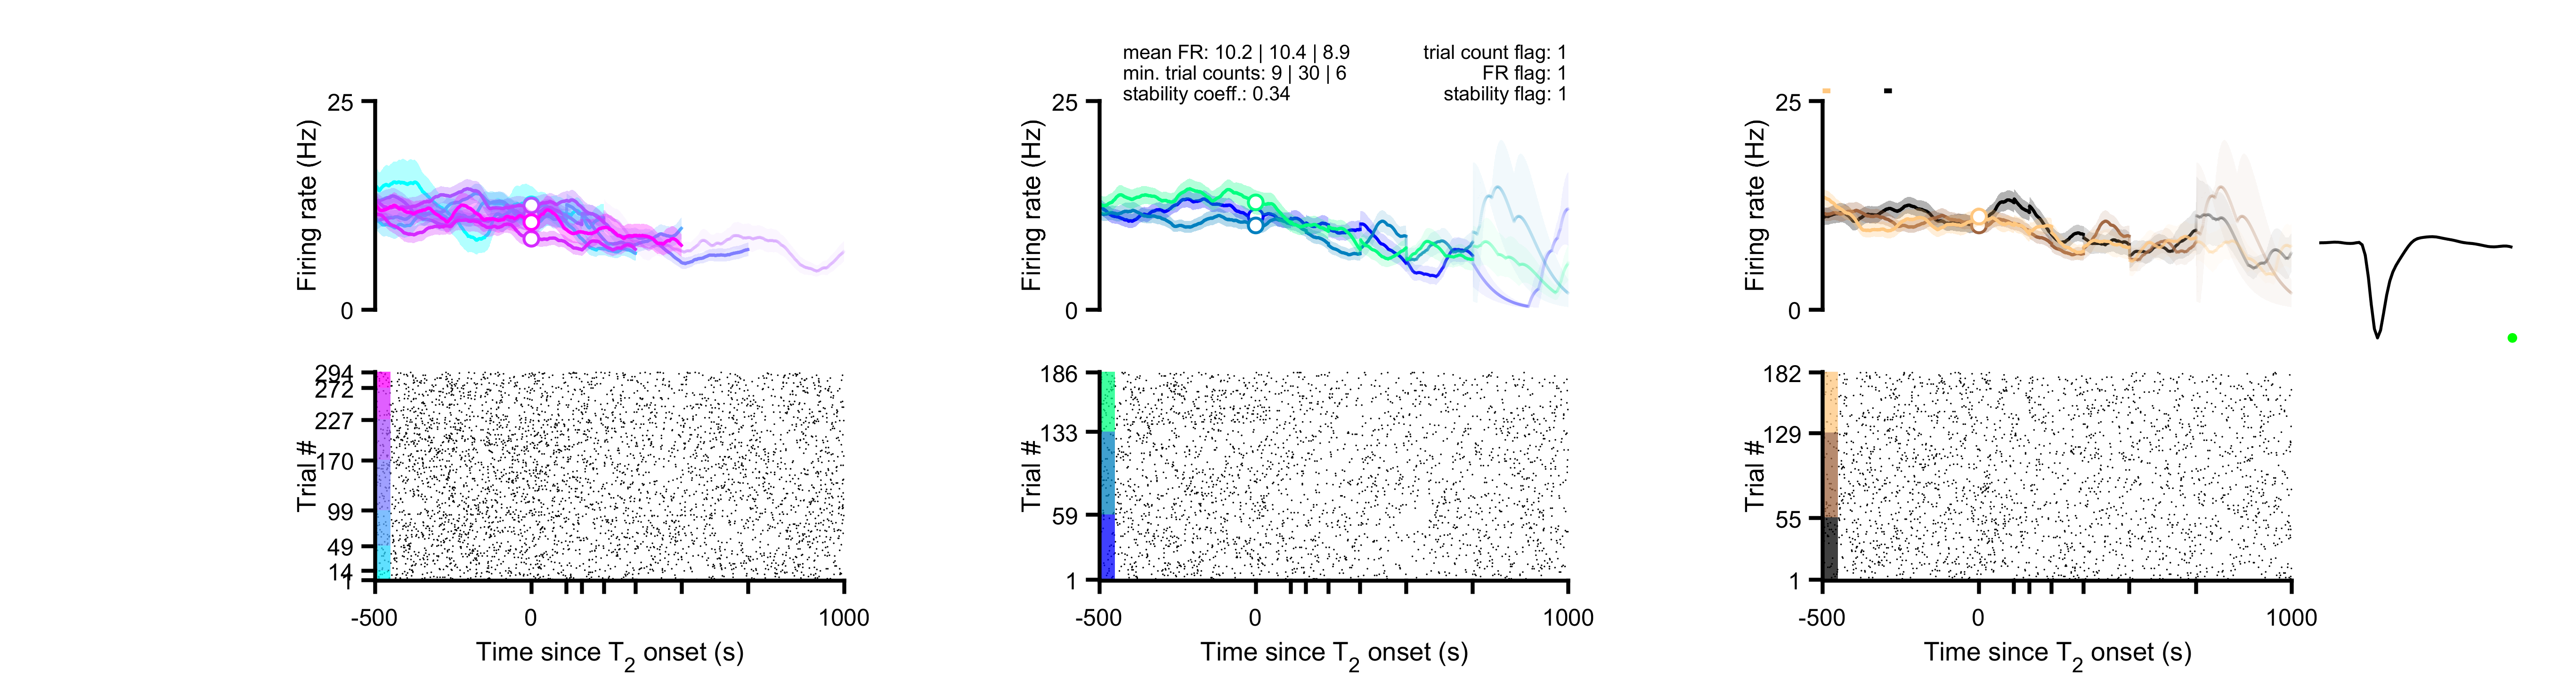 mean FR: 10.2 | 10.4 | 8.9
min. trial counts: 9 | 30 | 6
stability coeff.: 0.34
trial count flag: 1
FR flag: 1
stability flag: 1
25
Firing rate (Hz)
0
25
Firing rate (Hz)
0
25
Firing rate (Hz)
0
294
272
227
170
99
49
14
1
Trial #
-500
0
1000
Time since T2 onset (s)
186
133
59
1
Trial #
-500
0
1000
Time since T2 onset (s)
182
129
55
1
Trial #
-500
0
1000
Time since T2 onset (s)